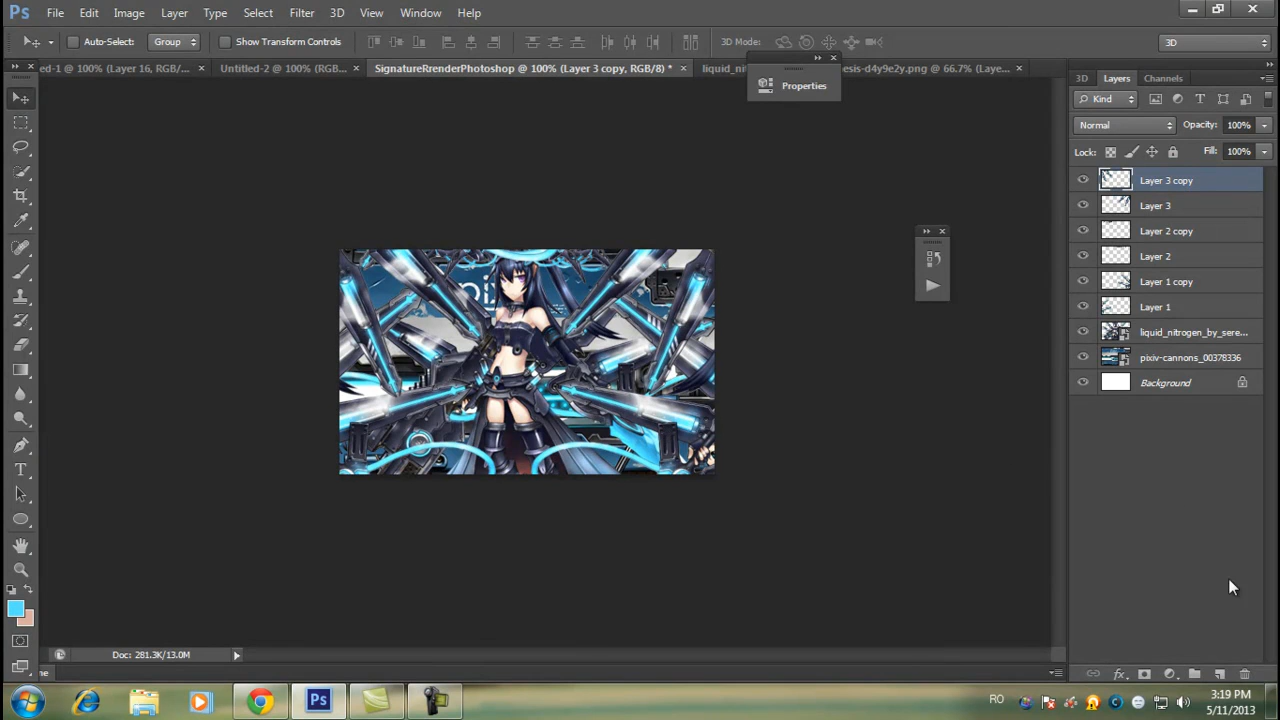 Ps File Edit Image Layer Type Select Filter 3D View Window Help
Auto-Select: Group Show Transform Controls 3D Mode: 3D
ed-1 @ 100% (Layer 16, RGB/... × Untitled-2 @ 100% (RGB... × SignatureRrenderPhotoshop @ 100% (Layer 3 copy, RGB/8) * ×
esis-d4y9e2y.png @ 66.7% (Laye... ×
Properties
3D Layers Channels
Kind
Normal Opacity: 100%
Lock: Fill: 100%
Layer 3 copy
Layer 3
Layer 2 copy
Layer 2
Layer 1 copy
Layer 1
liquid_nitrogen_by_sere...
pixiv-cannons_00378336
Background
Doc: 281.3K/13.0M
ne
Ps
RO
3:19 PM
5/11/2013